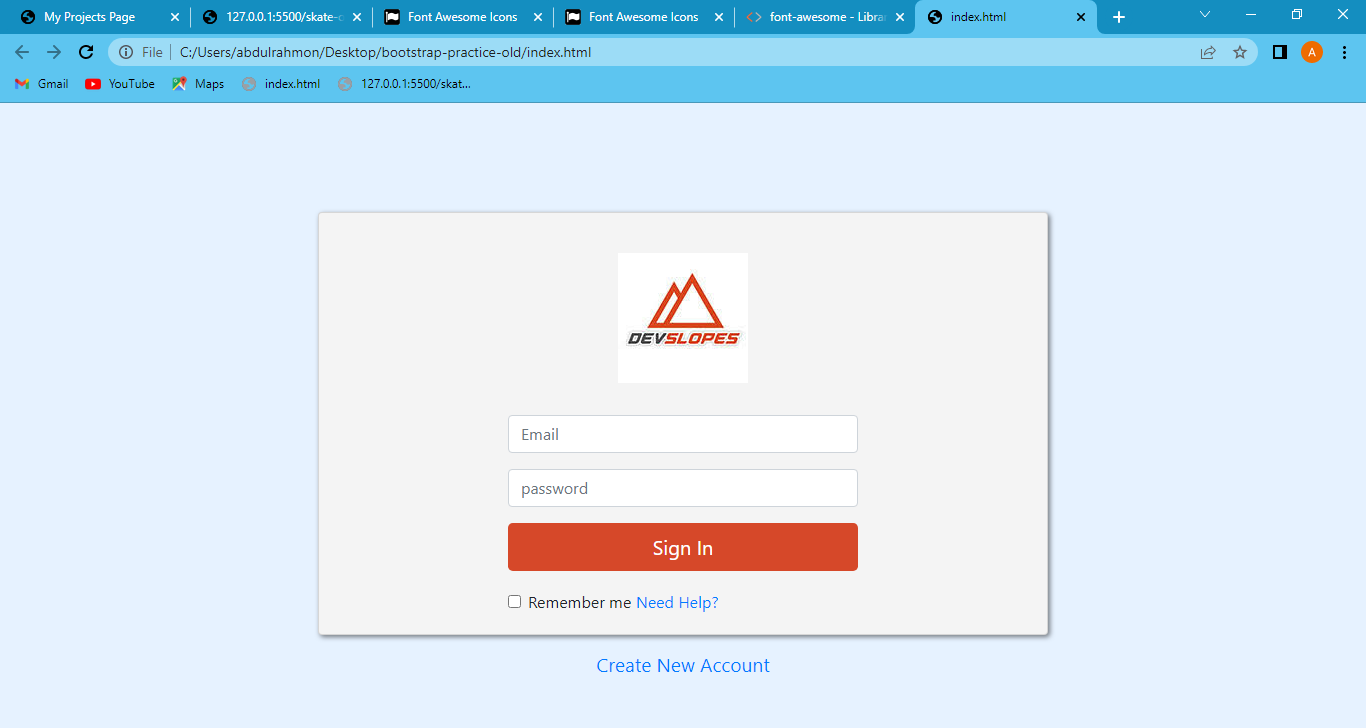 My Projects Page
127.0.0.1:5500/skate-
Font Awesome Icons
Font Awesome Icons
<> font-awesome - Libra
index.html
File
C:/Users/abdulrahmon/Desktop/bootstrap-practice-old/index.html
A
Gmail
YouTube
Maps
index.html
127.0.0.1:5500/skat...
DEVSLOPES
Email
password
Sign In
Remember me Need Help?
Create New Account